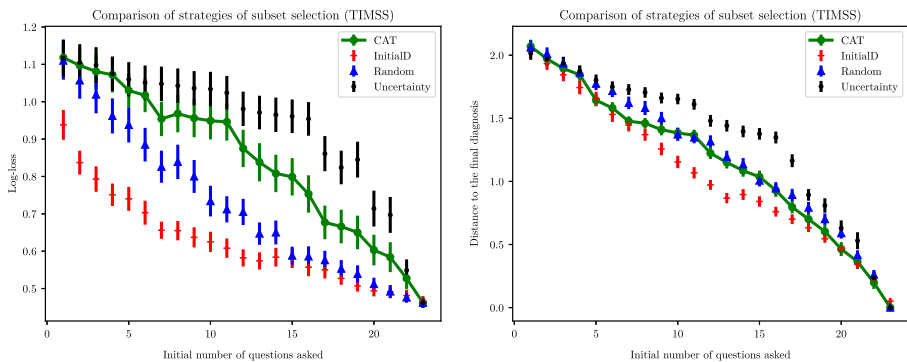 Comparison of strategies of subset selection (TIMSS)
1.2
1.1
1.0
0.9
0.8
0.7
0.6
0.5
Log-loss
0
5
10
15
20
Initial number of questions asked
CAT
InitialD
Random
Uncertainty
Comparison of strategies of subset selection (TIMSS)
2.0
1.5
1.0
0.5
0.0
Distance to the final diagnosis
0
5
10
15
20
Initial number of questions asked
CAT
InitialD
Random
Uncertainty